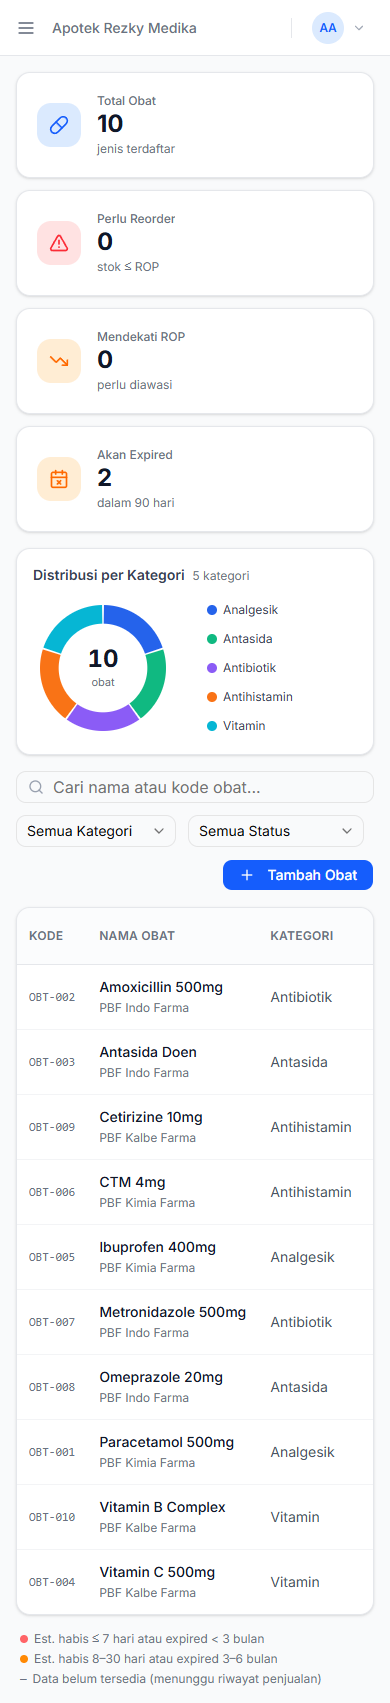 Apotek Rezky Medika
AA
Total Obat
10
jenis terdaftar
Perlu Reorder
0
stok ≤ ROP
Mendekati ROP
0
perlu diawasi
Akan Expired
2
dalam 90 hari
Distribusi per Kategori 5 kategori
10
obat
Analgesik
Antasida
Antibiotik
Antihistamin
Vitamin
Cari nama atau kode obat...
Semua Kategori
Semua Status
+ Tambah Obat
KODE NAMA OBAT KATEGORI
OBT-002 Amoxicillin 500mg Antibiotik
PBF Indo Farma
OBT-003 Antasida Doen Antasida
PBF Indo Farma
OBT-009 Cetirizine 10mg Antihistamin
PBF Kalbe Farma
OBT-006 CTM 4mg Antihistamin
PBF Kimia Farma
OBT-005 Ibuprofen 400mg Analgesik
PBF Kimia Farma
OBT-007 Metronidazole 500mg Antibiotik
PBF Indo Farma
OBT-008 Omeprazole 20mg Antasida
PBF Indo Farma
OBT-001 Paracetamol 500mg Analgesik
PBF Kimia Farma
OBT-010 Vitamin B Complex Vitamin
PBF Kalbe Farma
OBT-004 Vitamin C 500mg Vitamin
PBF Kalbe Farma
Est. habis ≤ 7 hari atau expired < 3 bulan
Est. habis 8–30 hari atau expired 3–6 bulan
– Data belum tersedia (menunggu riwayat penjualan)